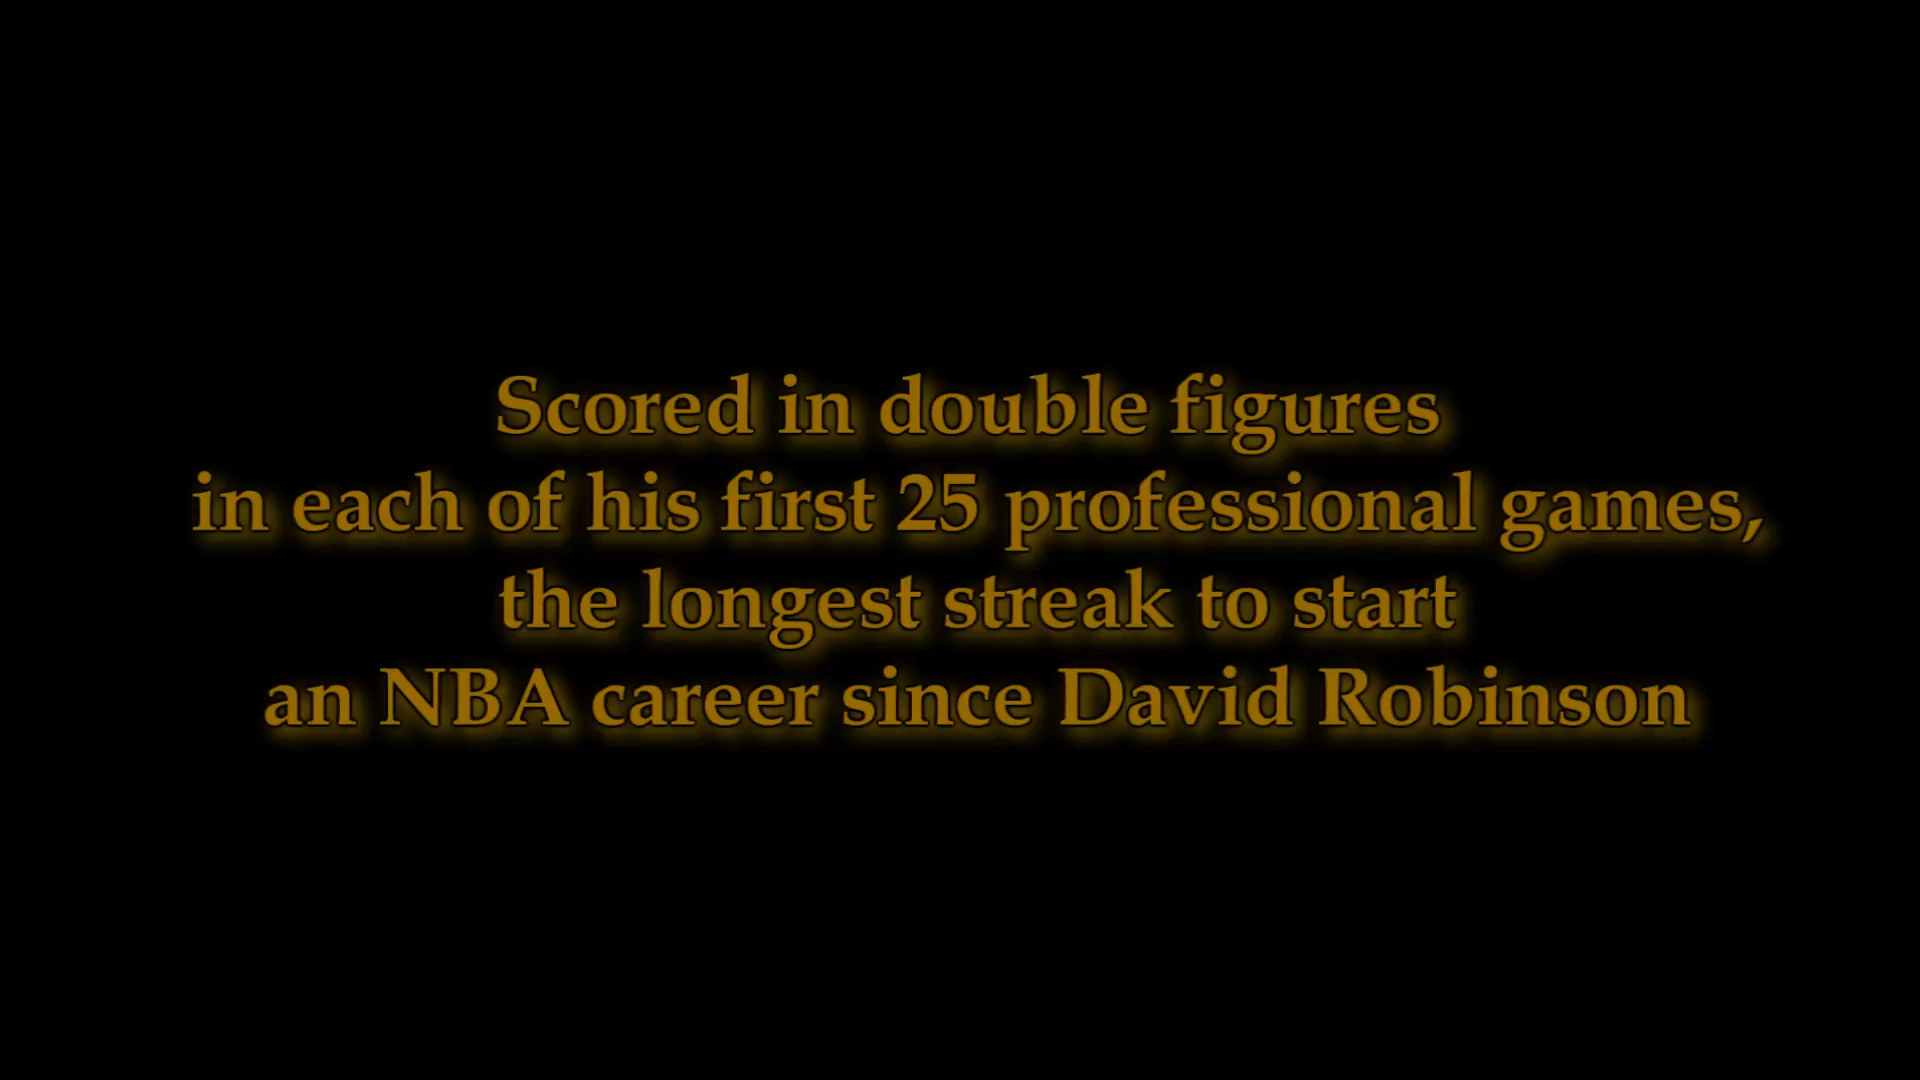 Scored in double figures
in each of his first 25 professional games,
the longest streak to start
an NBA career since David Robinson